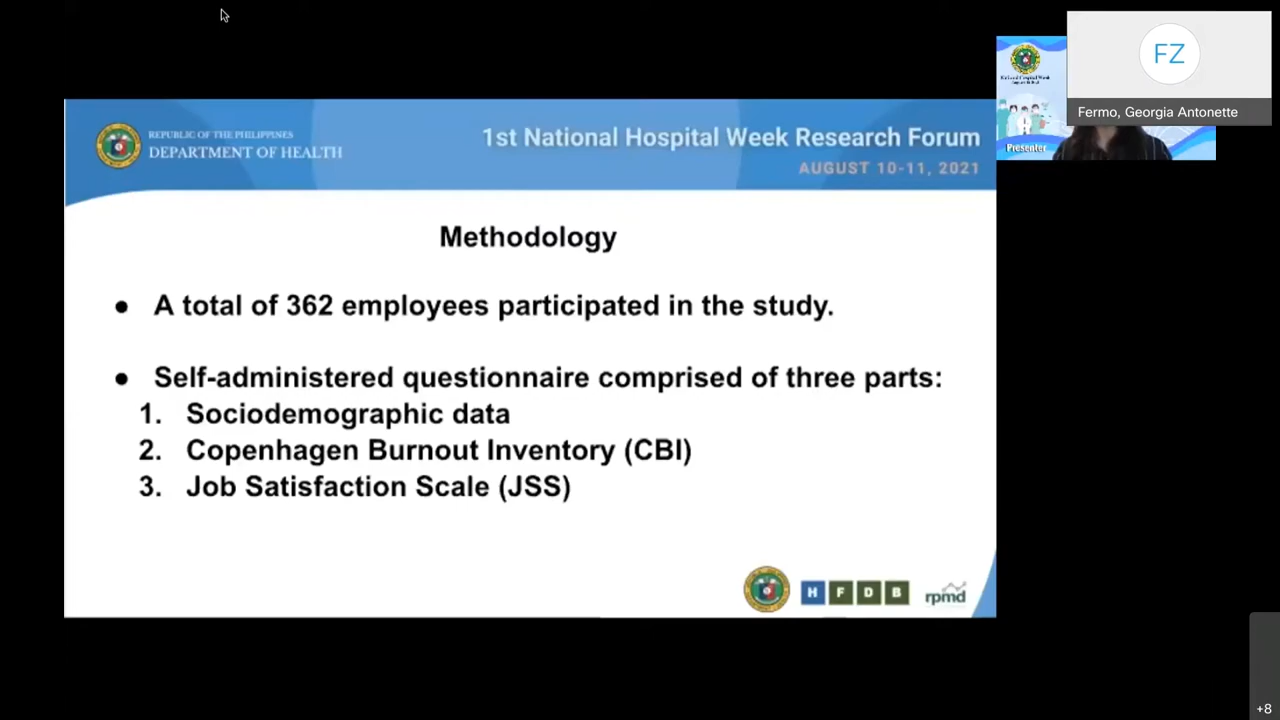 FZ
Fermo, Georgia Antonette
Presenter
REPUBLIC OF THE PHILIPPINES
DEPARTMENT OF HEALTH
1st National Hospital Week Research Forum
AUGUST 10-11, 2021
Methodology
● A total of 362 employees participated in the study.
● Self-administered questionnaire comprised of three parts:
1. Sociodemographic data
2. Copenhagen Burnout Inventory (CBI)
3. Job Satisfaction Scale (JSS)
H F D B
rpmd
+8